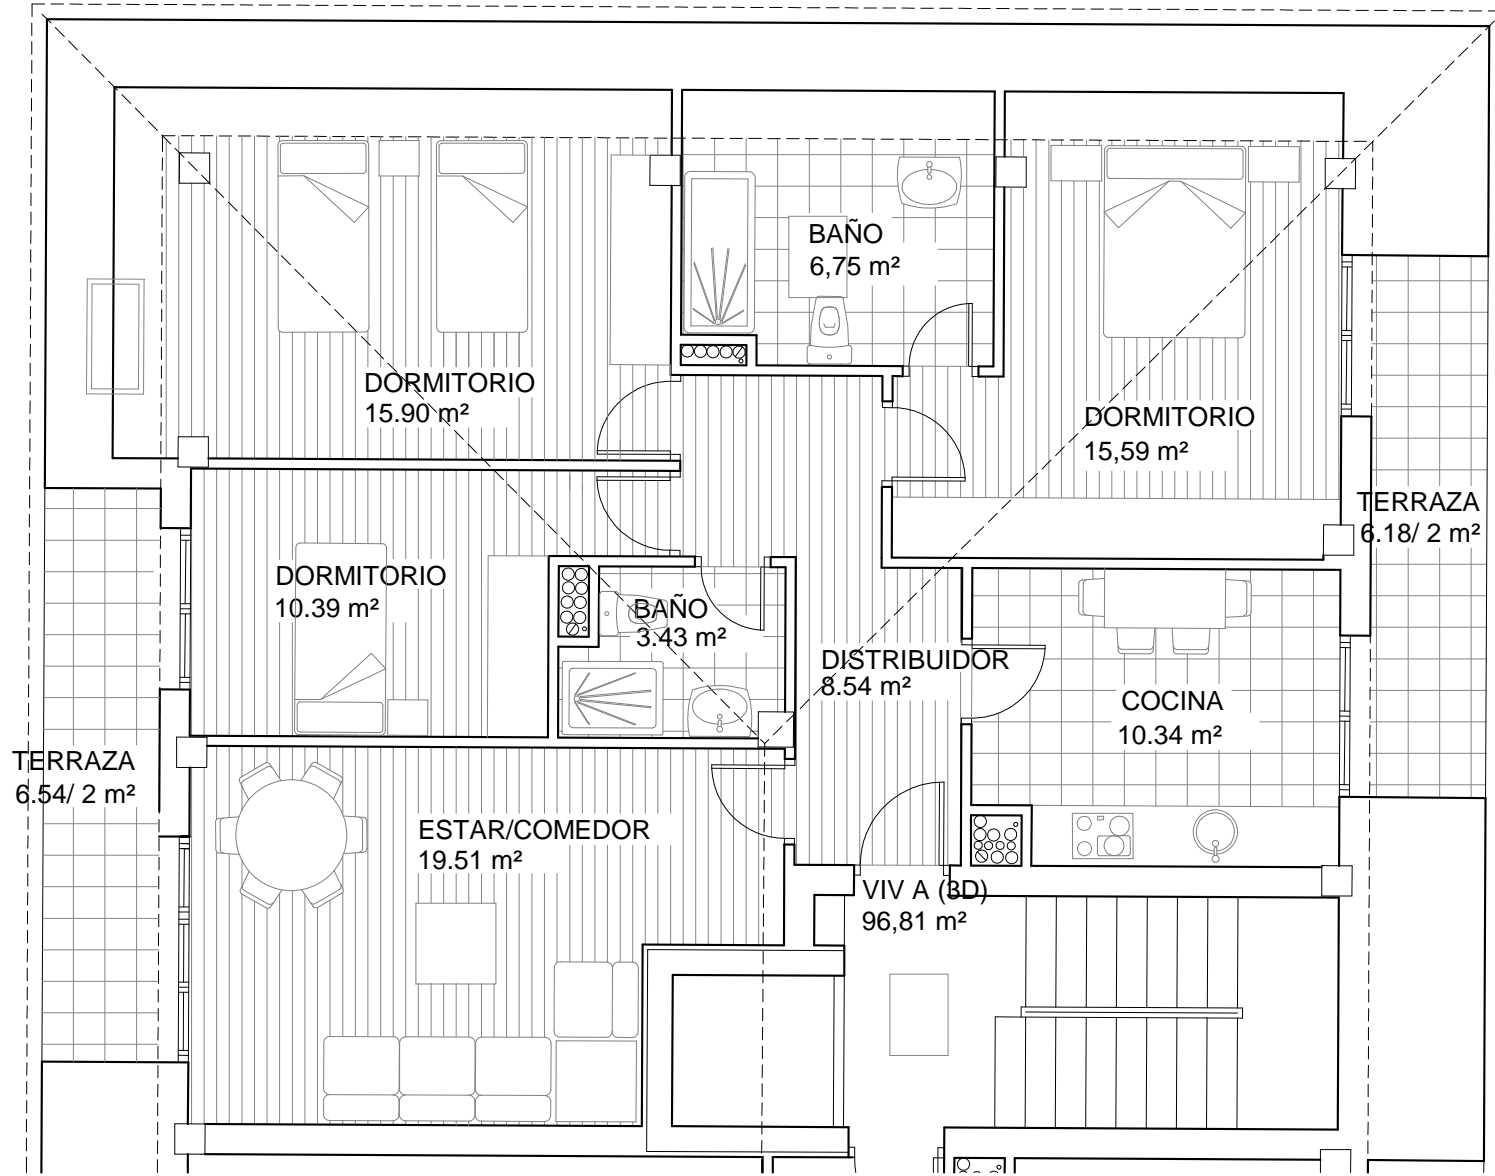 BAÑO
6,75 m²
DORMITORIO
15.90 m²
DORMITORIO
15,59 m²
TERRAZA
6.18/ 2 m²
DORMITORIO
10.39 m²
BAÑO
3.43 m²
DISTRIBUIDOR
8.54 m²
COCINA
10.34 m²
TERRAZA
6.54/ 2 m²
ESTAR/COMEDOR
19.51 m²
VIV A (3D)
96,81 m²